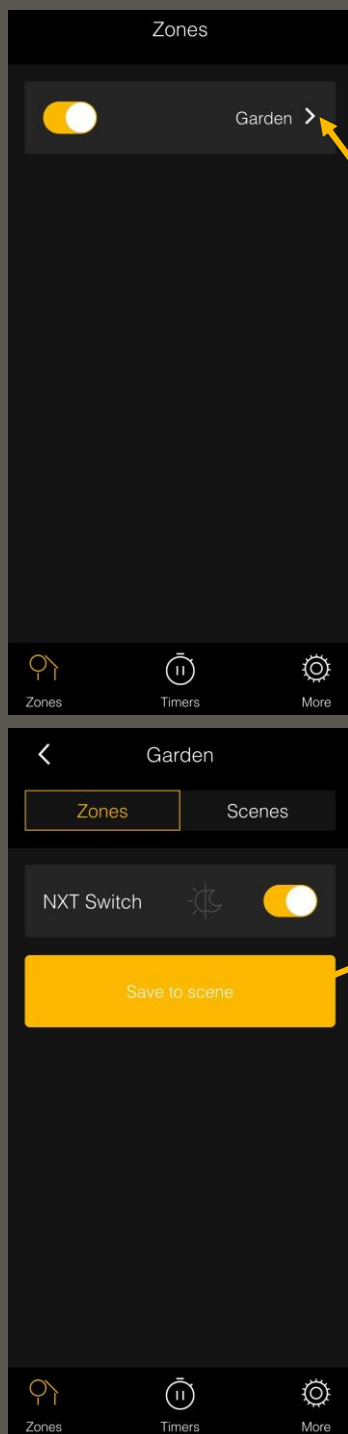 Zones
Garden
Zones Timers More
Garden
Zones Scenes
NXT Switch
Save to scene
Zones Timers More